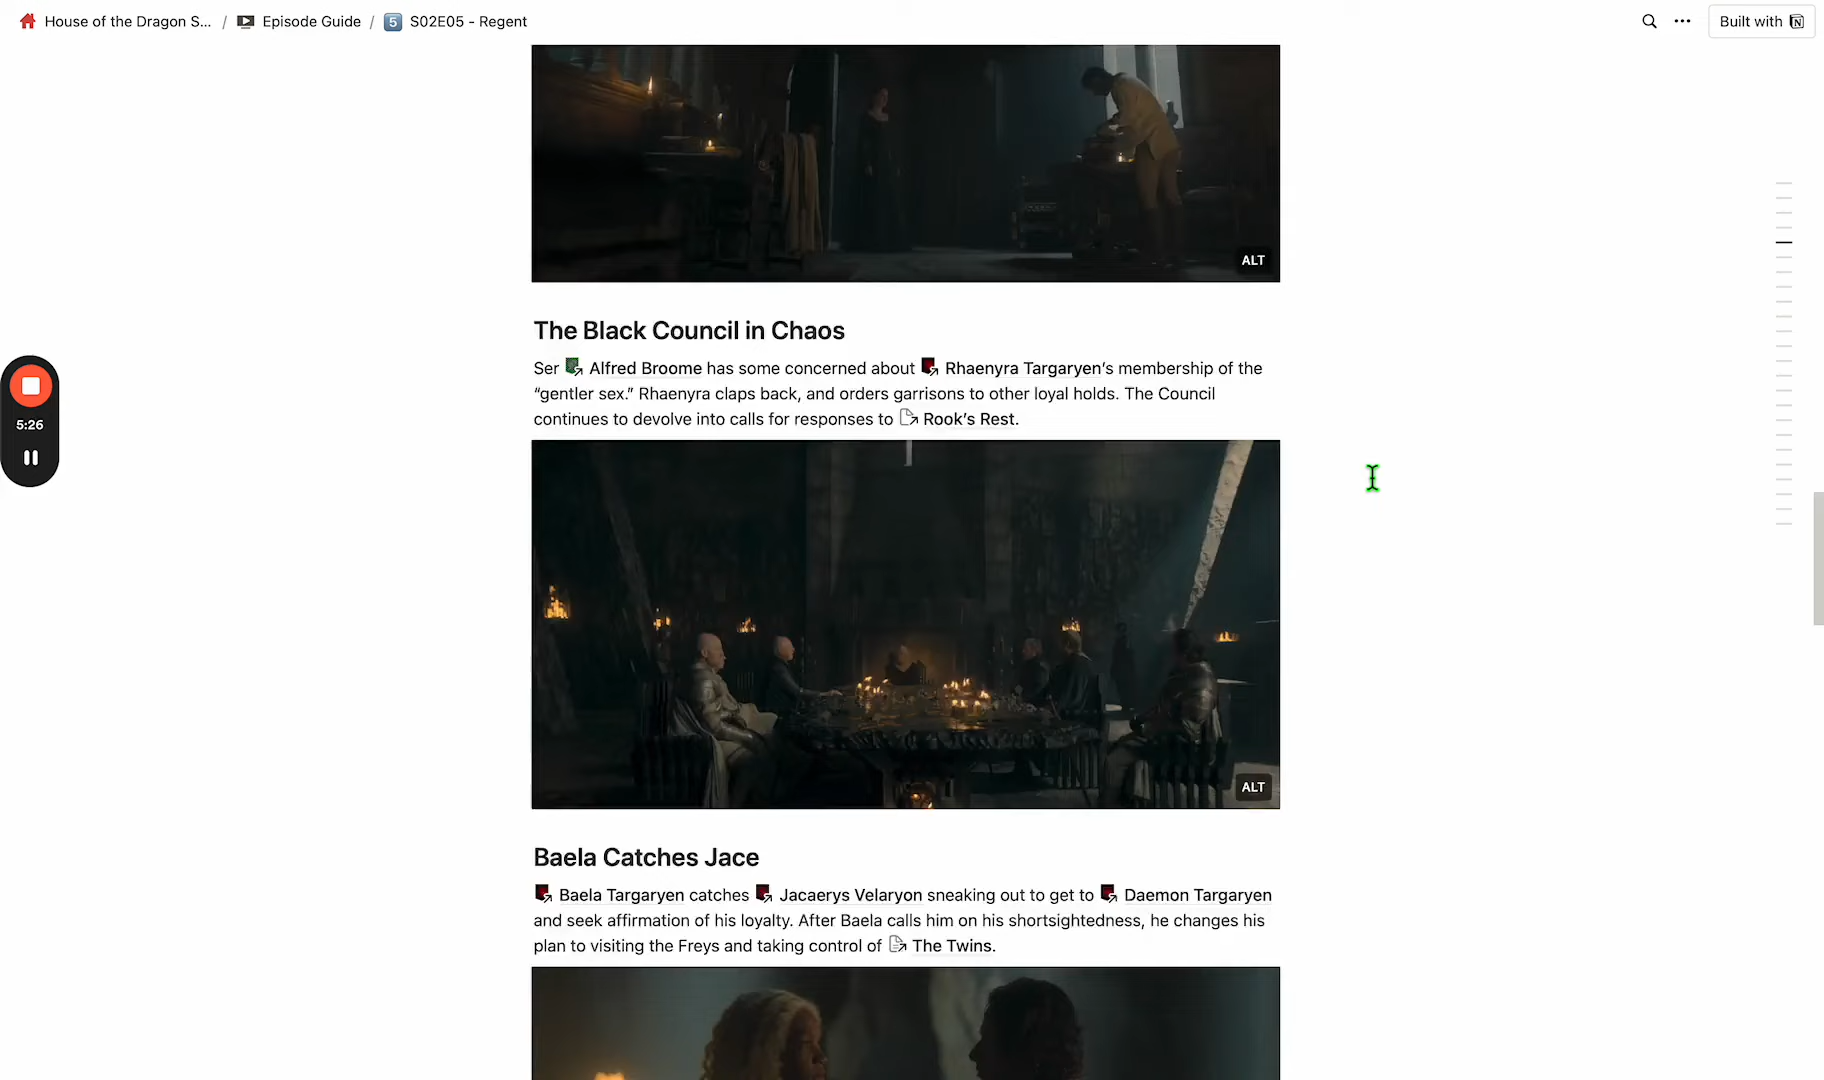 House of the Dragon S... / Episode Guide / 5 S02E05 - Regent
Built with
ALT
The Black Council in Chaos
Ser Alfred Broome has some concerned about Rhaenyra Targaryen’s membership of the
“gentler sex.” Rhaenyra claps back, and orders garrisons to other loyal holds. The Council
continues to devolve into calls for responses to Rook’s Rest.
5:26
ALT
Baela Catches Jace
Baela Targaryen catches Jacaerys Velaryon sneaking out to get to Daemon Targaryen
and seek affirmation of his loyalty. After Baela calls him on his shortsightedness, he changes his
plan to visiting the Freys and taking control of The Twins.